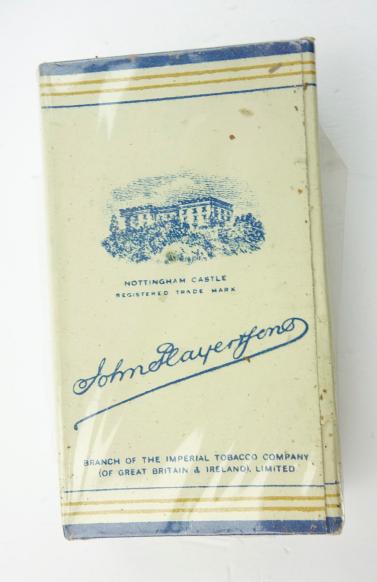 NOTTINGHAM CASTLE
REGISTERED TRADE MARK
John Player & Sons
BRANCH OF THE IMPERIAL TOBACCO COMPANY
(OF GREAT BRITAIN & IRELAND), LIMITED